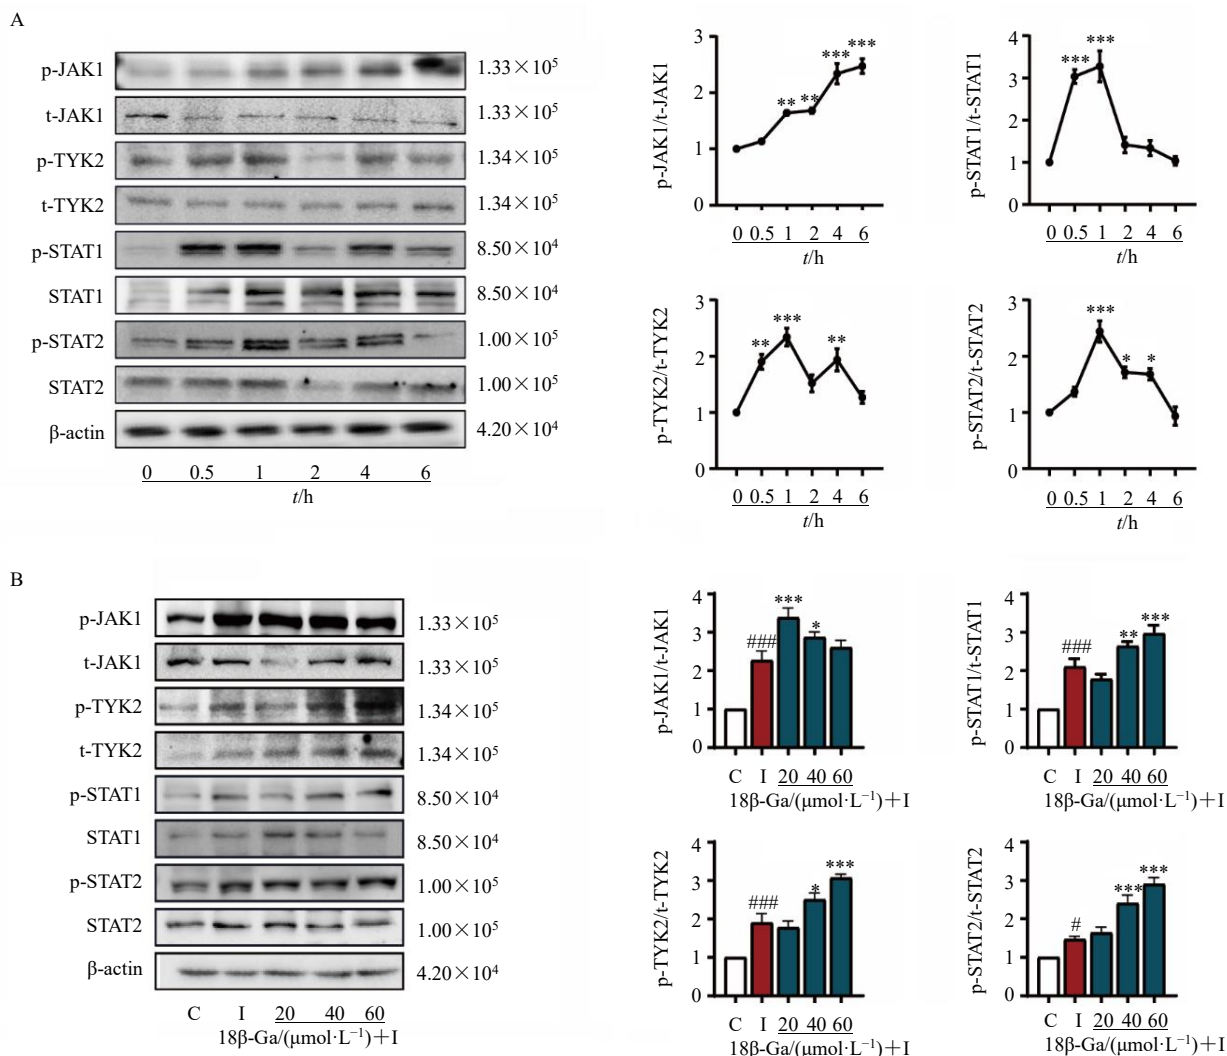 A
p-JAK1 1.33×10⁵
t-JAK1 1.33×10⁵
p-TYK2 1.34×10⁵
t-TYK2 1.34×10⁵
p-STAT1 8.50×10⁴
STAT1 8.50×10⁴
p-STAT2 1.00×10⁵
STAT2 1.00×10⁵
β-actin 4.20×10⁴
0 0.5 1 2 4 6
t/h
p-JAK1/t-JAK1
3
2
1
0
** ** *** ***
0 0.5 1 2 4 6
t/h
p-STAT1/t-STAT1
4
3
2
1
0
*** ***
0 0.5 1 2 4 6
t/h
p-TYK2/t-TYK2
3
2
1
0
** *** **
0 0.5 1 2 4 6
t/h
p-STAT2/t-STAT2
3
2
1
0
*** * *
0 0.5 1 2 4 6
t/h
B
p-JAK1 1.33×10⁵
t-JAK1 1.33×10⁵
p-TYK2 1.34×10⁵
t-TYK2 1.34×10⁵
p-STAT1 8.50×10⁴
STAT1 8.50×10⁴
p-STAT2 1.00×10⁵
STAT2 1.00×10⁵
β-actin 4.20×10⁴
C I 20 40 60
18β-Ga/(μmol·L⁻¹)+I
p-JAK1/t-JAK1
4
3
2
1
0
### *** *
C I 20 40 60
18β-Ga/(μmol·L⁻¹)+I
p-STAT1/t-STAT1
4
3
2
1
0
### ** ***
C I 20 40 60
18β-Ga/(μmol·L⁻¹)+I
p-TYK2/t-TYK2
4
3
2
1
0
### * ***
C I 20 40 60
18β-Ga/(μmol·L⁻¹)+I
p-STAT2/t-STAT2
4
3
2
1
0
# *** ***
C I 20 40 60
18β-Ga/(μmol·L⁻¹)+I